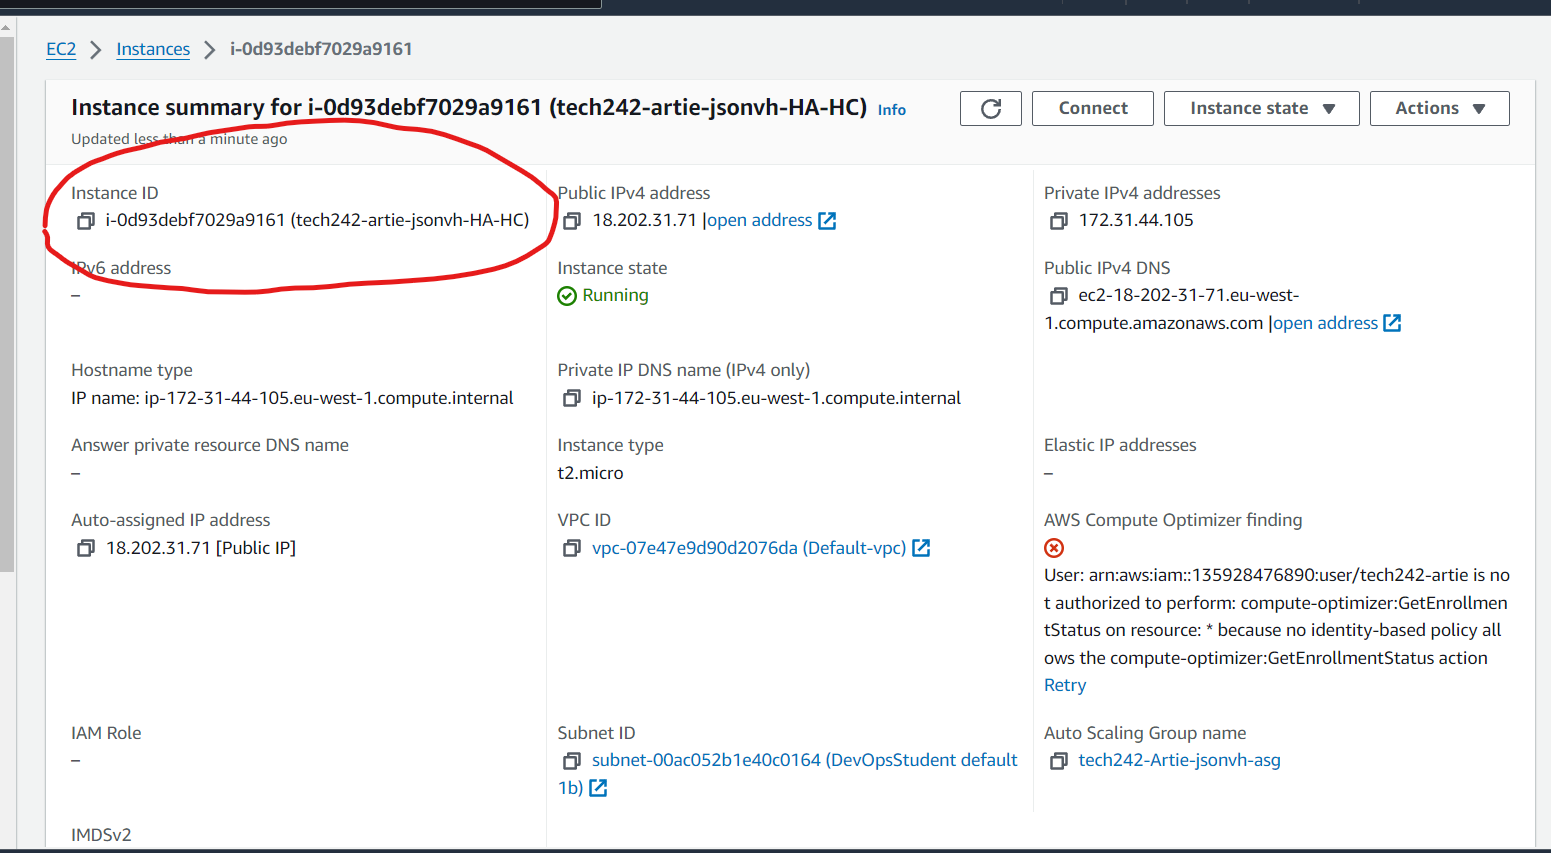 EC2 > Instances > i-0d93debf7029a9161
Instance summary for i-0d93debf7029a9161 (tech242-artie-jsonvh-HA-HC) Info
Connect
Instance state
Actions
Updated less than a minute ago
Instance ID
i-0d93debf7029a9161 (tech242-artie-jsonvh-HA-HC)
Public IPv4 address
18.202.31.71 |open address
Private IPv4 addresses
172.31.44.105
IPv6 address
–
Instance state
Running
Public IPv4 DNS
ec2-18-202-31-71.eu-west-
1.compute.amazonaws.com |open address
Hostname type
IP name: ip-172-31-44-105.eu-west-1.compute.internal
Private IP DNS name (IPv4 only)
ip-172-31-44-105.eu-west-1.compute.internal
Answer private resource DNS name
–
Instance type
t2.micro
Elastic IP addresses
–
Auto-assigned IP address
18.202.31.71 [Public IP]
VPC ID
vpc-07e47e9d90d2076da (Default-vpc)
AWS Compute Optimizer finding
User: arn:aws:iam::135928476890:user/tech242-artie is no
t authorized to perform: compute-optimizer:GetEnrollmen
tStatus on resource: * because no identity-based policy all
ows the compute-optimizer:GetEnrollmentStatus action
Retry
IAM Role
–
Subnet ID
subnet-00ac052b1e40c0164 (DevOpsStudent default
1b)
Auto Scaling Group name
tech242-Artie-jsonvh-asg
IMDSv2